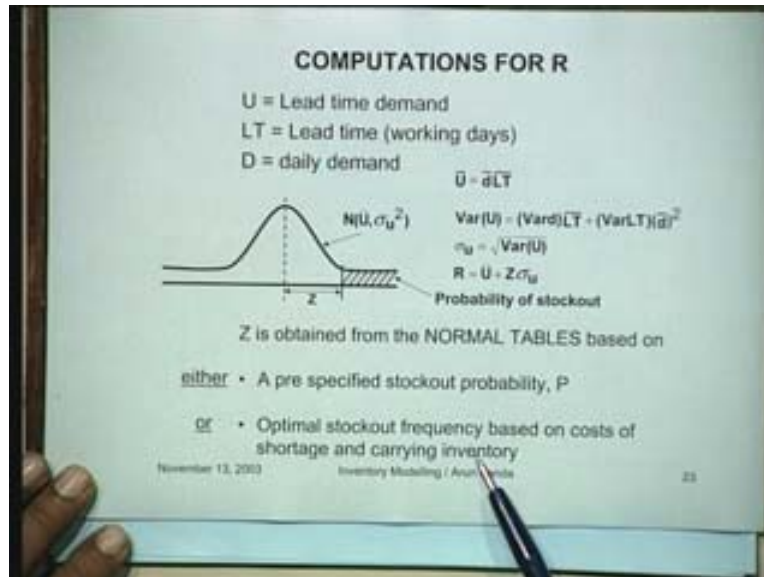 COMPUTATIONS FOR R
U = Lead time demand
LT = Lead time (working days)
D = daily demand
Ū = d̄L̄T̄
N(Ū,σᵤ²)
Var(U) = (Vard)L̄T̄ + (VarLT)(d̄)²
σᵤ = √Var(U)
R = Ū + Zσᵤ
Z
Probability of stockout
Z is obtained from the NORMAL TABLES based on
either • A pre specified stockout probability, P
or • Optimal stockout frequency based on costs of
shortage and carrying inventory
November 13, 2003 Inventory Modelling / Arun 23